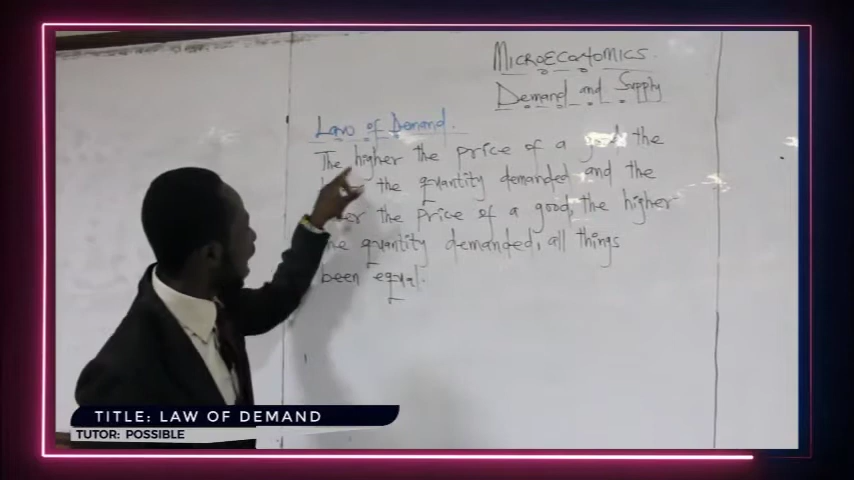 MICROECONOMICS.
Demand and Supply
Law of Demand.
The higher the price of a good the
the quantity demanded and the
the price of a good, the higher
the quantity demanded, all things
been equal.
TITLE: LAW OF DEMAND
TUTOR: POSSIBLE